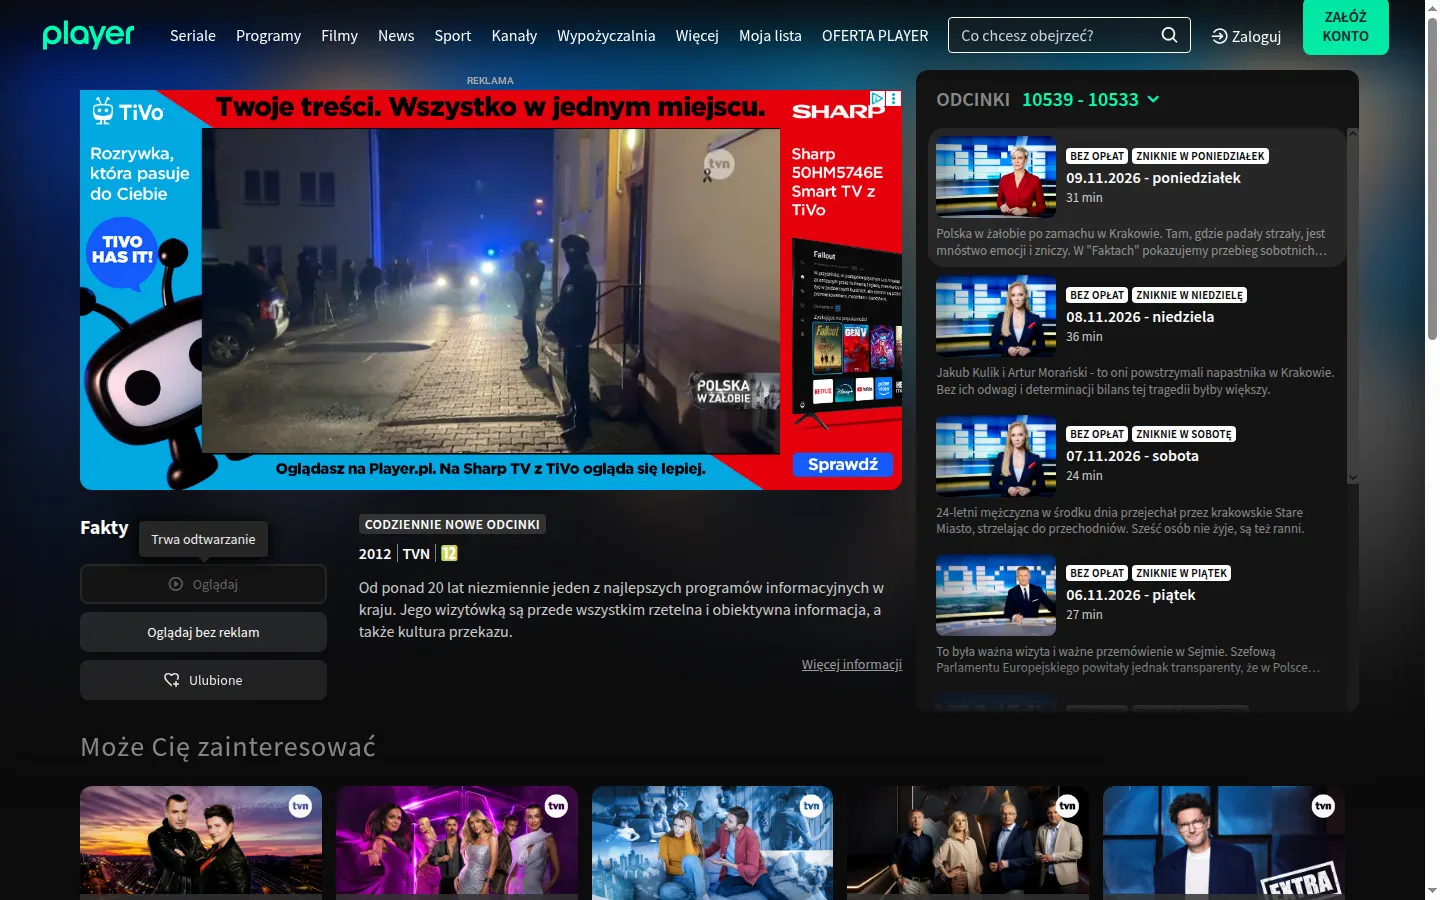 player
Seriale
Programy
Filmy
News
Sport
Kanały
Wypożyczalnia
Więcej
Moja lista
OFERTA PLAYER
Co chcesz obejrzeć?
Zaloguj
ZAŁÓŻ
KONTO
REKLAMA
TiVo
Twoje treści. Wszystko w jednym miejscu.
SHARP
Rozrywka,
która pasuje
do Ciebie
TIVO
HAS IT!
tvn
POLSKA
W ŻAŁOBIE
Sharp
50HM5746E
Smart TV z
TiVo
Fallout
Sprawdź
Oglądasz na Player.pl. Na Sharp TV z TiVo ogląda się lepiej.
ODCINKI 10539 - 10533
BEZ OPŁAT ZNIKNIE W PONIEDZIAŁEK
09.11.2026 - poniedziałek
31 min
Polska w żałobie po zamachu w Krakowie. Tam, gdzie padały strzały, jest
mnóstwo emocji i zniczy. W "Faktach" pokazujemy przebieg sobotnich...
BEZ OPŁAT ZNIKNIE W NIEDZIELĘ
08.11.2026 - niedziela
36 min
Jakub Kulik i Artur Morański - to oni powstrzymali napastnika w Krakowie.
Bez ich odwagi i determinacji bilans tej tragedii byłby większy.
BEZ OPŁAT ZNIKNIE W SOBOTĘ
07.11.2026 - sobota
24 min
24-letni mężczyzna w środku dnia przejechał przez krakowskie Stare
Miasto, strzelając do przechodniów. Sześć osób nie żyje, są też ranni.
BEZ OPŁAT ZNIKNIE W PIĄTEK
06.11.2026 - piątek
27 min
To była ważna wizyta i ważne przemówienie w Sejmie. Szefową
Parlamentu Europejskiego powitały jednak transparenty, że w Polsce...
Fakty
Trwa odtwarzanie
Oglądaj
Oglądaj bez reklam
Ulubione
CODZIENNIE NOWE ODCINKI
2012 TVN 12
Od ponad 20 lat niezmiennie jeden z najlepszych programów informacyjnych w
kraju. Jego wizytówką są przede wszystkim rzetelna i obiektywna informacja, a
także kultura przekazu.
Więcej informacji
Może Cię zainteresować
tvn
tvn
tvn
tvn
tvn
EXTRA